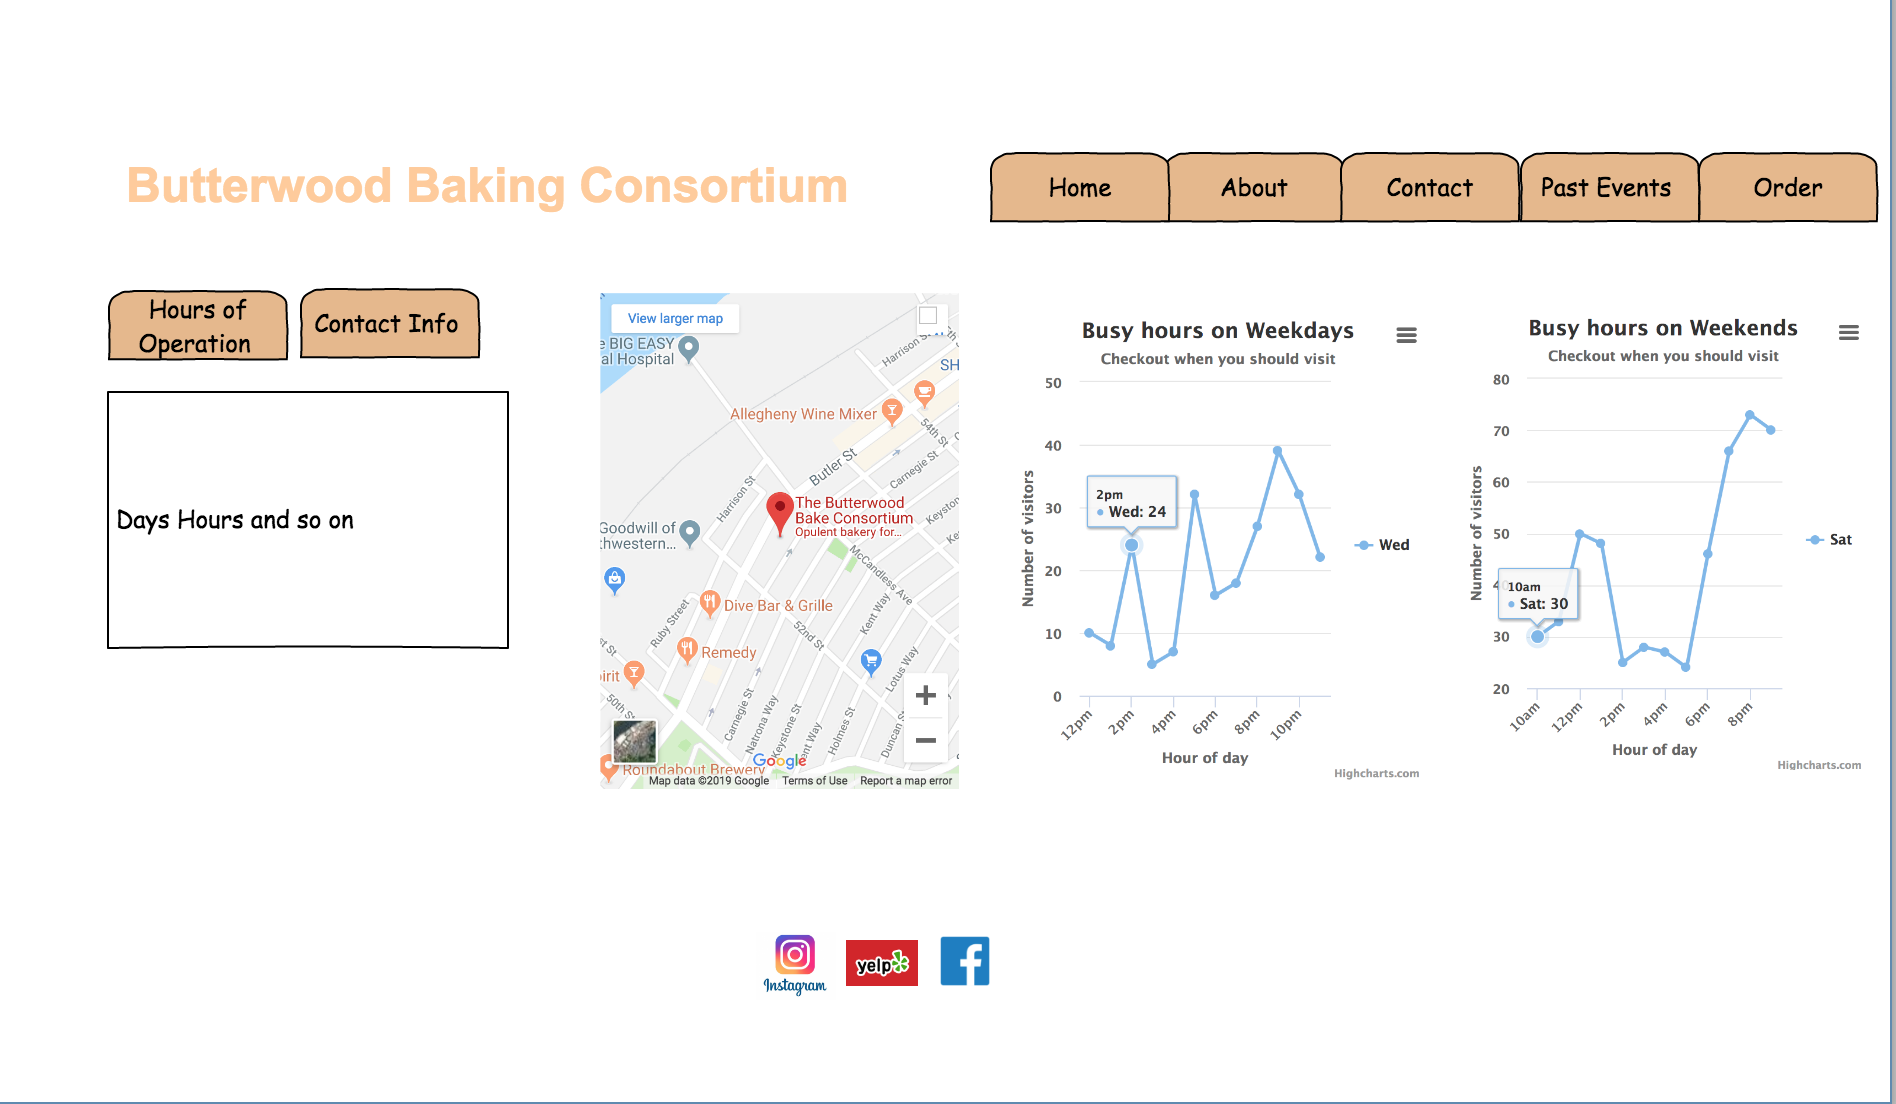 Butterwood Baking Consortium
Home
About
Contact
Past Events
Order
Hours of
Operation
Contact Info
Days Hours and so on
View larger map
e BIG EASY
al Hospital
Harrison St
SH
Allegheny Wine Mixer
54th St
Butler St
Carnegie St
Harrison St
The Butterwood
Bake Consortium
Opulent bakery for...
Keyston
Goodwill of
thwestern...
McCandless Ave
Ruby Street
Dive Bar & Grille
Kent Way
52nd St
Remedy
Lotus Way
irit
50th St
Carnegie St
Natrona Way
Keystone St
ent Way
Holmes St
Duncan St
Google
Roundabout Brewery
Map data ©2019 Google
Terms of Use
Report a map error
Busy hours on Weekdays
Checkout when you should visit
50
40
30
20
10
0
Number of visitors
2pm
Wed: 24
Wed
12pm
2pm
4pm
6pm
8pm
10pm
Hour of day
Highcharts.com
Busy hours on Weekends
Checkout when you should visit
80
70
60
50
40
30
20
Number of visitors
10am
Sat: 30
Sat
10am
12pm
2pm
4pm
6pm
8pm
Hour of day
Highcharts.com
Instagram
yelp
f